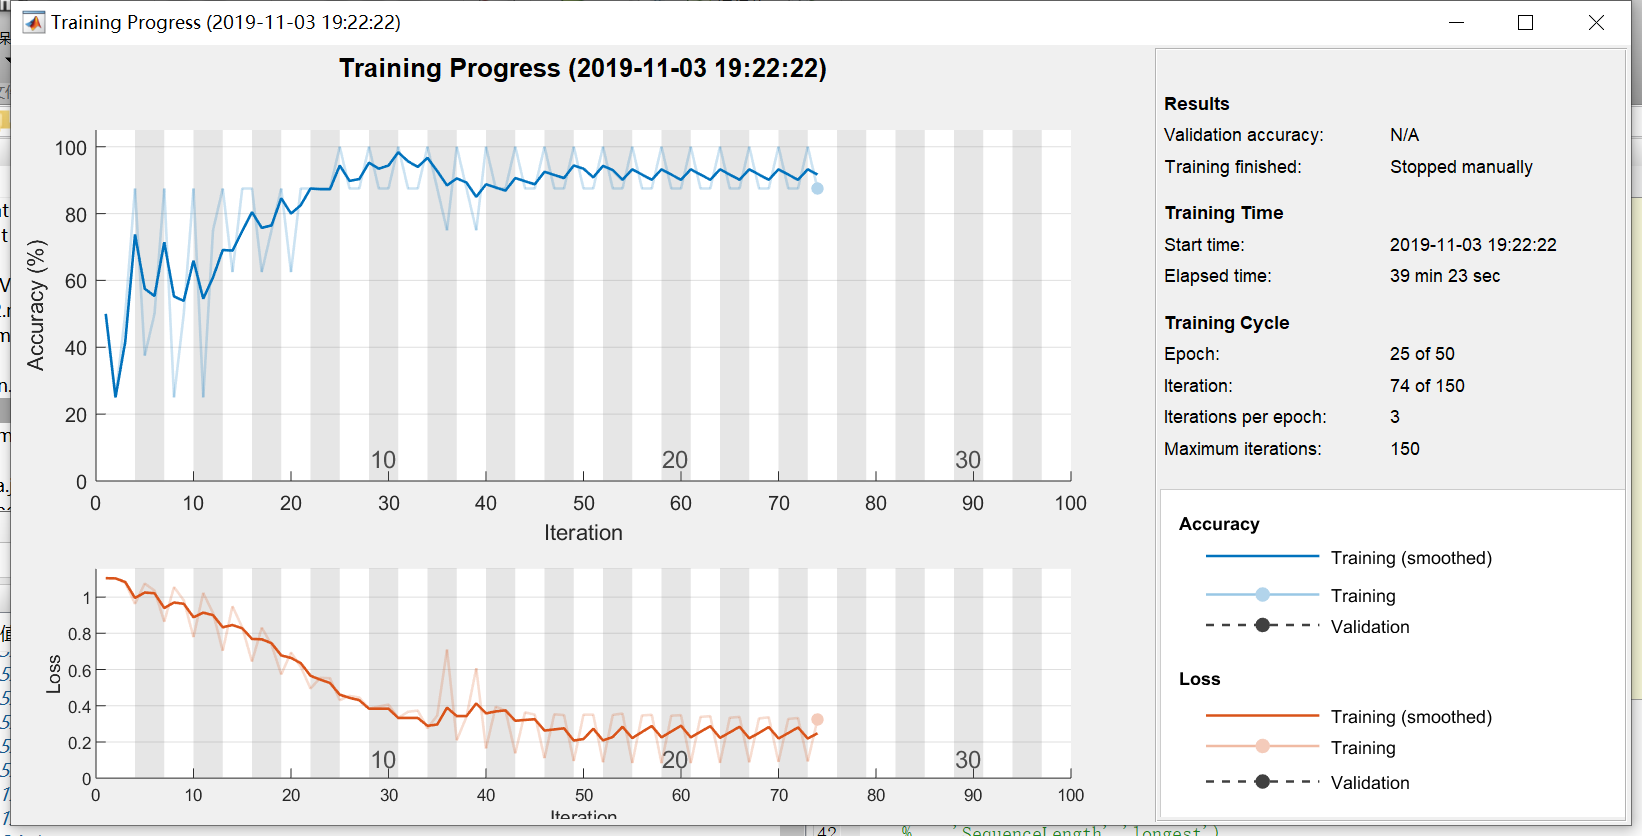 Training Progress (2019-11-03 19:22:22)
Training Progress (2019-11-03 19:22:22)
Accuracy (%)
100
80
60
40
20
0
10 20 30
0 10 20 30 40 50 60 70 80 90 100
Iteration
Loss
1
0.8
0.6
0.4
0.2
0
10 20 30
0 10 20 30 40 50 60 70 80 90 100
Iteration
Results
Validation accuracy: N/A
Training finished: Stopped manually
Training Time
Start time: 2019-11-03 19:22:22
Elapsed time: 39 min 23 sec
Training Cycle
Epoch: 25 of 50
Iteration: 74 of 150
Iterations per epoch: 3
Maximum iterations: 150
Accuracy
Training (smoothed)
Training
Validation
Loss
Training (smoothed)
Training
Validation
42 % 'SequenceLength','longest')